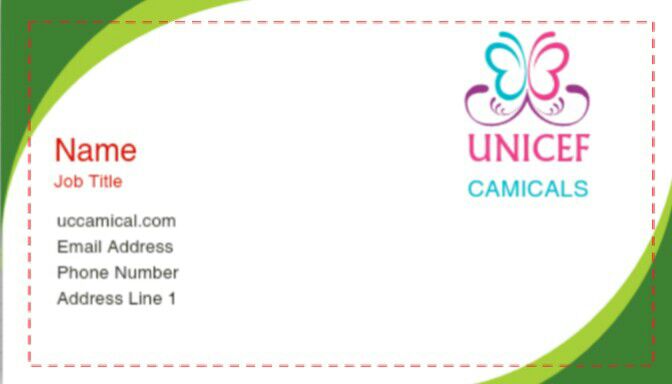 UNICEF
CAMICALS
Name
Job Title
uccamical.com
Email Address
Phone Number
Address Line 1